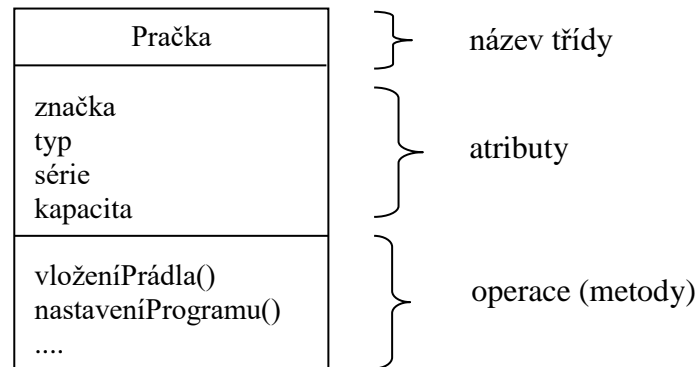 Pračka
název třídy
značka
typ
série
kapacita
atributy
vloženíPrádla()
nastaveníProgramu()
....
operace (metody)